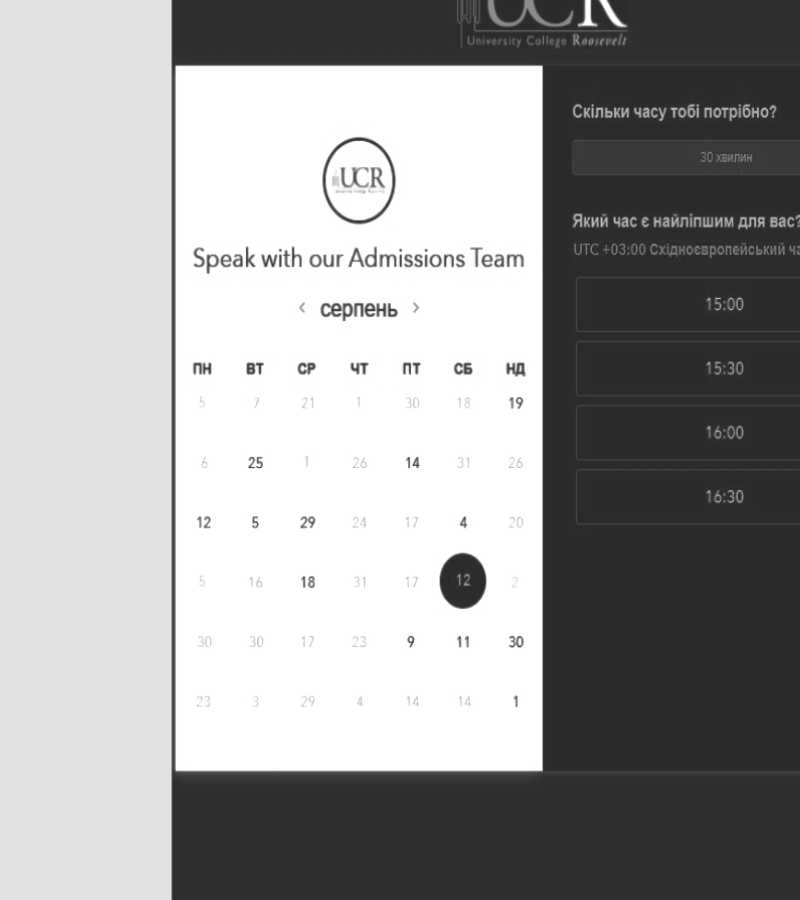 UCR
University College Roosevelt
UCR
Speak with our Admissions Team
‹ серпень ›
ПН ВТ СР ЧТ ПТ СБ НД
5 7 21 1 30 18 19
6 25 1 26 14 31 26
12 5 29 24 17 4 20
5 16 18 31 17 12 2
30 30 17 23 9 11 30
23 3 29 4 14 14 1
Скільки часу тобі потрібно?
30 хвилин
Який час є найліпшим для вас?
UTC +03:00 Східноєвропейський ча
15:00
15:30
16:00
16:30